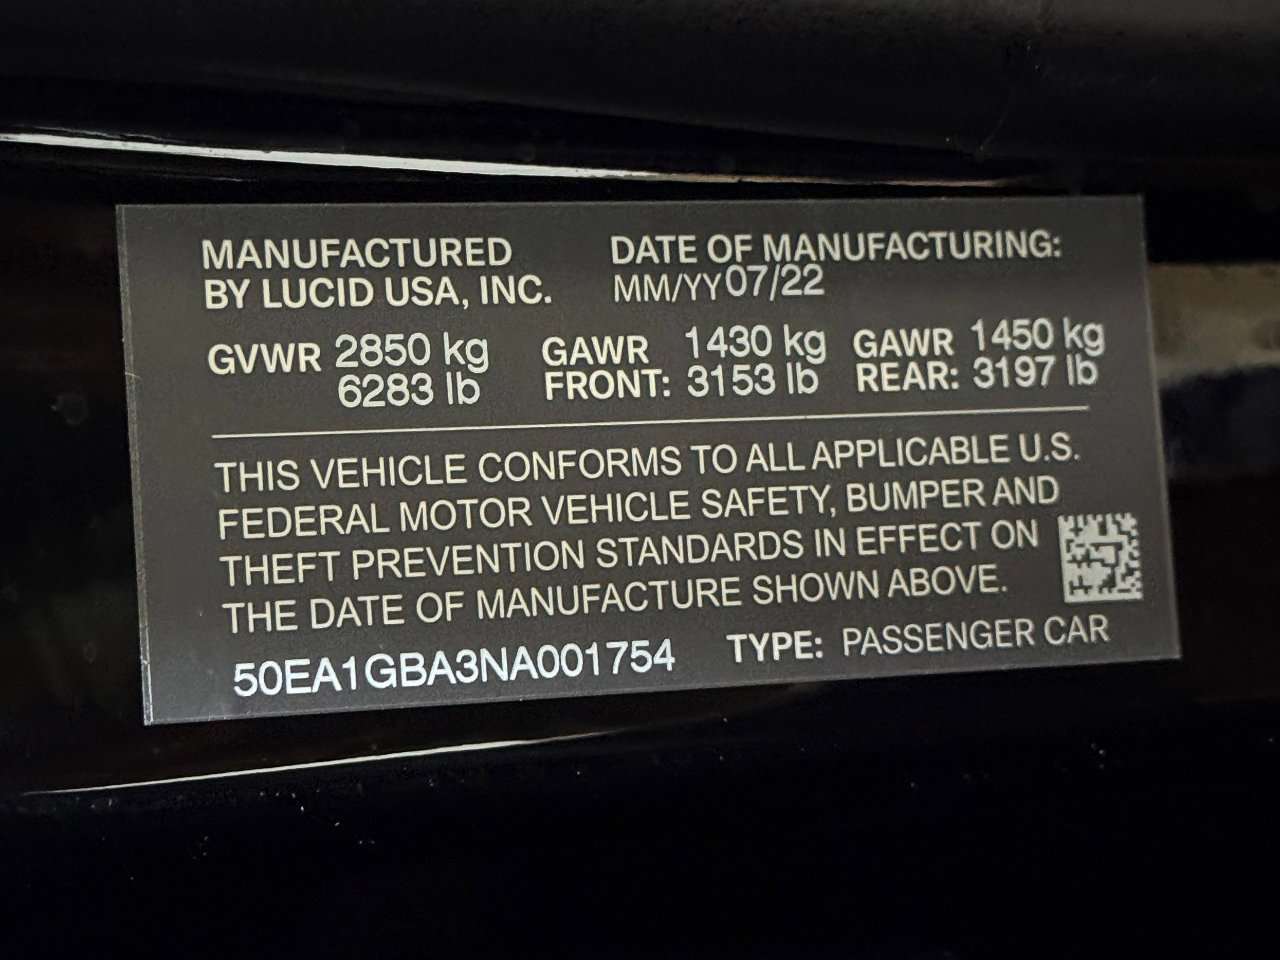 MANUFACTURED
BY LUCID USA, INC.
DATE OF MANUFACTURING:
MM/YY07/22
GVWR 2850 kg
6283 lb
GAWR 1430 kg
FRONT: 3153 lb
GAWR 1450 kg
REAR: 3197 lb
THIS VEHICLE CONFORMS TO ALL APPLICABLE U.S.
FEDERAL MOTOR VEHICLE SAFETY, BUMPER AND
THEFT PREVENTION STANDARDS IN EFFECT ON
THE DATE OF MANUFACTURE SHOWN ABOVE.
50EA1GBA3NA001754 TYPE: PASSENGER CAR